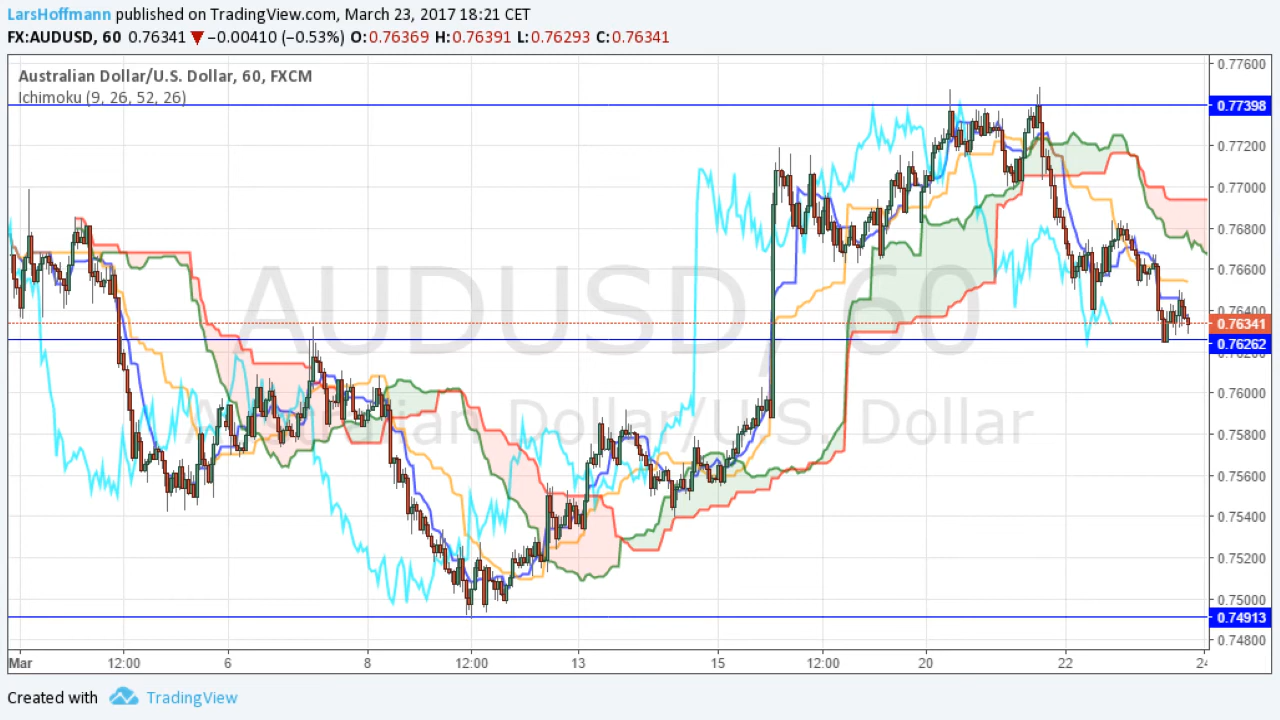 LarsHoffmann published on TradingView.com, March 23, 2017 18:21 CET
FX:AUDUSD, 60 0.76341 ▼ −0.00410 (−0.53%) O:0.76369 H:0.76391 L:0.76293 C:0.76341
Australian Dollar/U.S. Dollar, 60, FXCM
Ichimoku (9, 26, 52, 26)
AUDUSD, 60
Australian Dollar/U.S. Dollar
0.77600
0.77398
0.77200
0.77000
0.76800
0.76600
0.76400
0.76341
0.76262
0.76200
0.76000
0.75800
0.75600
0.75400
0.75200
0.75000
0.74913
0.74800
Mar 12:00 6 8 12:00 13 15 12:00 20 22 24
Created with TradingView